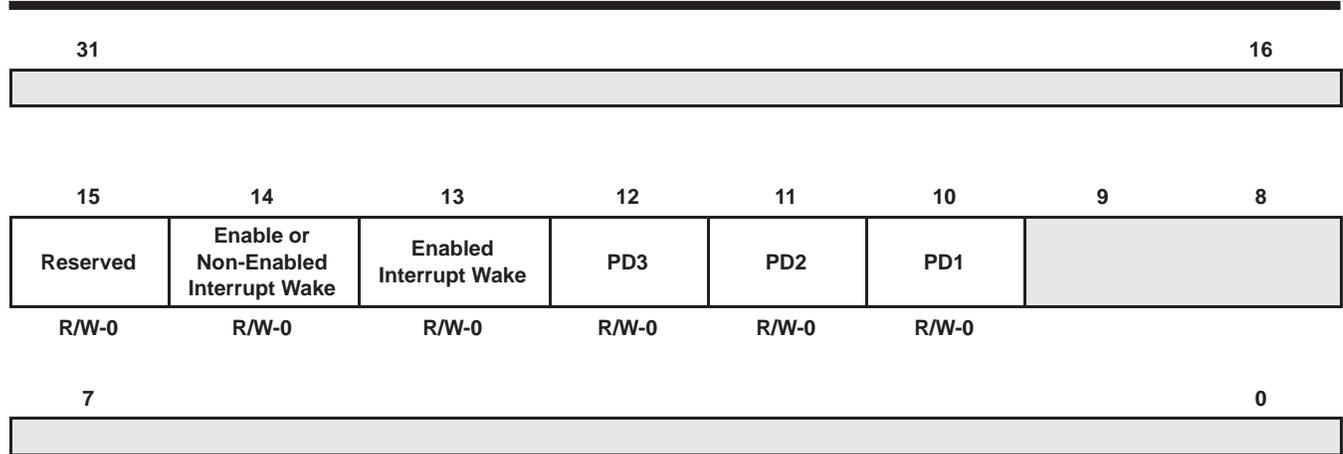 31 16
15 14 13 12 11 10 9 8
Reserved
Enable or
Non-Enabled
Interrupt Wake
Enabled
Interrupt Wake
PD3
PD2
PD1
R/W-0 R/W-0 R/W-0 R/W-0 R/W-0 R/W-0
7 0